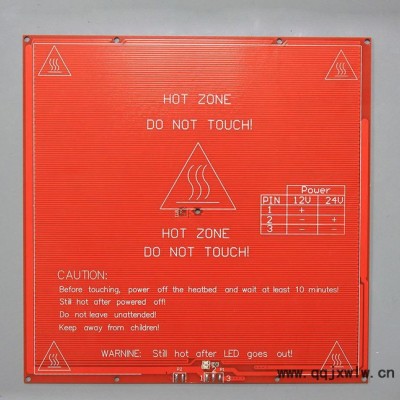 HOT ZONE
DO NOT TOUCH!
Power
PIN 12V 24V
1 +
2 - +
3 - -
HOT ZONE
DO NOT TOUCH!
CAUTION:
Before touching, power off the heatbed and wait at least 10 minutes!
Still hot after powered off!
Do not leave unattended!
Keep away from children!
WARNINE: Still hot after LED goes out!
3
www.qqjxwlw.cn